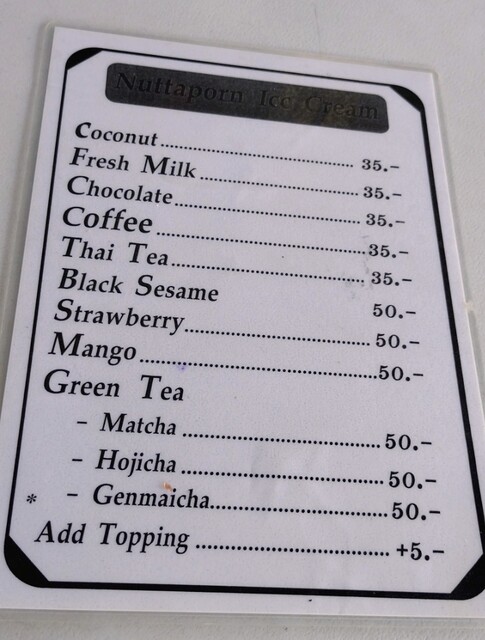 Nuttaporn Ice Cream
Coconut.................................... 35.-
Fresh Milk.............................. 35.-
Chocolate................................. 35.-
Coffee......................................35.-
Thai Tea................................... 35.-
Black Sesame 50.-
Strawberry................................ 50.-
Mango.......................................50.-
Green Tea
- Matcha .................................. 50.-
- Hojicha .................................. 50.-
* - Genmaicha............................... 50.-
Add Topping ................................ +5.-